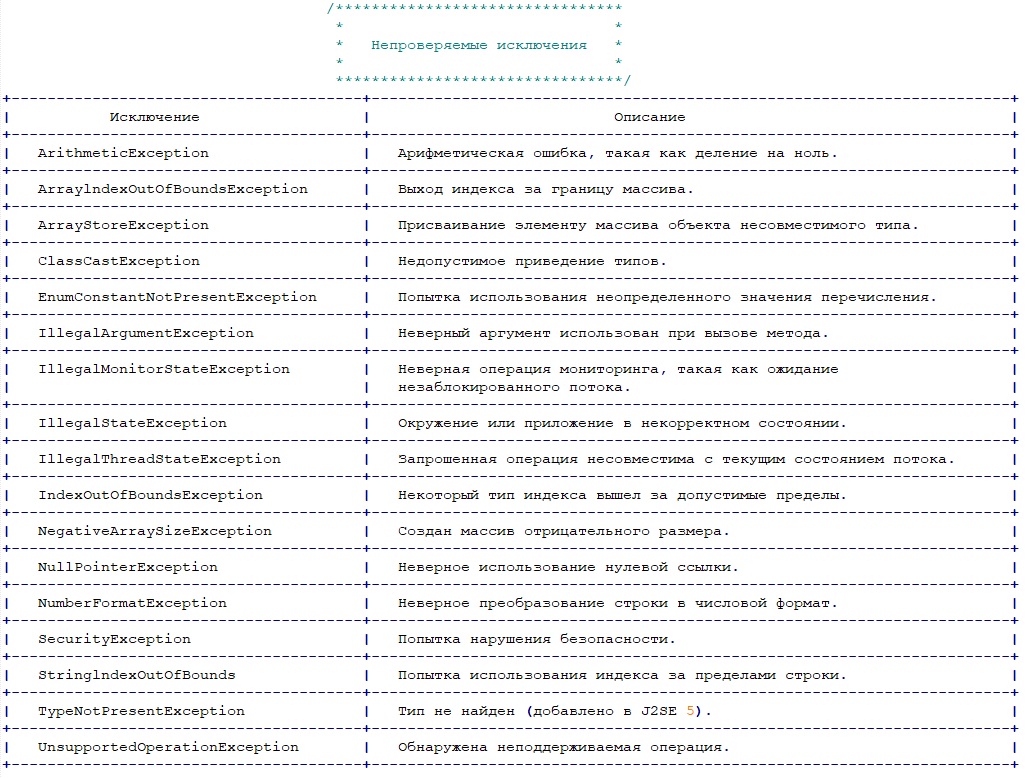 /********************************
* *
* Непроверяемые исключения *
* *
********************************/
+---------------------------------------+-----------------------------------------------------------------------+
| Исключение | Описание |
+---------------------------------------+-----------------------------------------------------------------------+
| ArithmeticException | Арифметическая ошибка, такая как деление на ноль. |
+---------------------------------------+-----------------------------------------------------------------------+
| ArraylndexOutOfBoundsException | Выход индекса за границу массива. |
+---------------------------------------+-----------------------------------------------------------------------+
| ArrayStoreException | Присваивание элементу массива объекта несовместимого типа. |
+---------------------------------------+-----------------------------------------------------------------------+
| ClassCastException | Недопустимое приведение типов. |
+---------------------------------------+-----------------------------------------------------------------------+
| EnumConstantNotPresentException | Попытка использования неопределенного значения перечисления. |
+---------------------------------------+-----------------------------------------------------------------------+
| IllegalArgumentException | Неверный аргумент использован при вызове метода. |
+---------------------------------------+-----------------------------------------------------------------------+
| IllegalMonitorStateException | Неверная операция мониторинга, такая как ожидание |
| | незаблокированного потока. |
+---------------------------------------+-----------------------------------------------------------------------+
| IllegalStateException | Окружение или приложение в некорректном состоянии. |
+---------------------------------------+-----------------------------------------------------------------------+
| IllegalThreadStateException | Запрошенная операция несовместима с текущим состоянием потока. |
+---------------------------------------+-----------------------------------------------------------------------+
| IndexOutOfBoundsException | Некоторый тип индекса вышел за допустимые пределы. |
+---------------------------------------+-----------------------------------------------------------------------+
| NegativeArraySizeException | Создан массив отрицательного размера. |
+---------------------------------------+-----------------------------------------------------------------------+
| NullPointerException | Неверное использование нулевой ссылки. |
+---------------------------------------+-----------------------------------------------------------------------+
| NumberFormatException | Неверное преобразование строки в числовой формат. |
+---------------------------------------+-----------------------------------------------------------------------+
| SecurityException | Попытка нарушения безопасности. |
+---------------------------------------+-----------------------------------------------------------------------+
| StringlndexOutOfBounds | Попытка использования индекса за пределами строки. |
+---------------------------------------+-----------------------------------------------------------------------+
| TypeNotPresentException | Тип не найден (добавлено в J2SE 5). |
+---------------------------------------+-----------------------------------------------------------------------+
| UnsupportedOperationException | Обнаружена неподдерживаемая операция. |
+---------------------------------------+-----------------------------------------------------------------------+